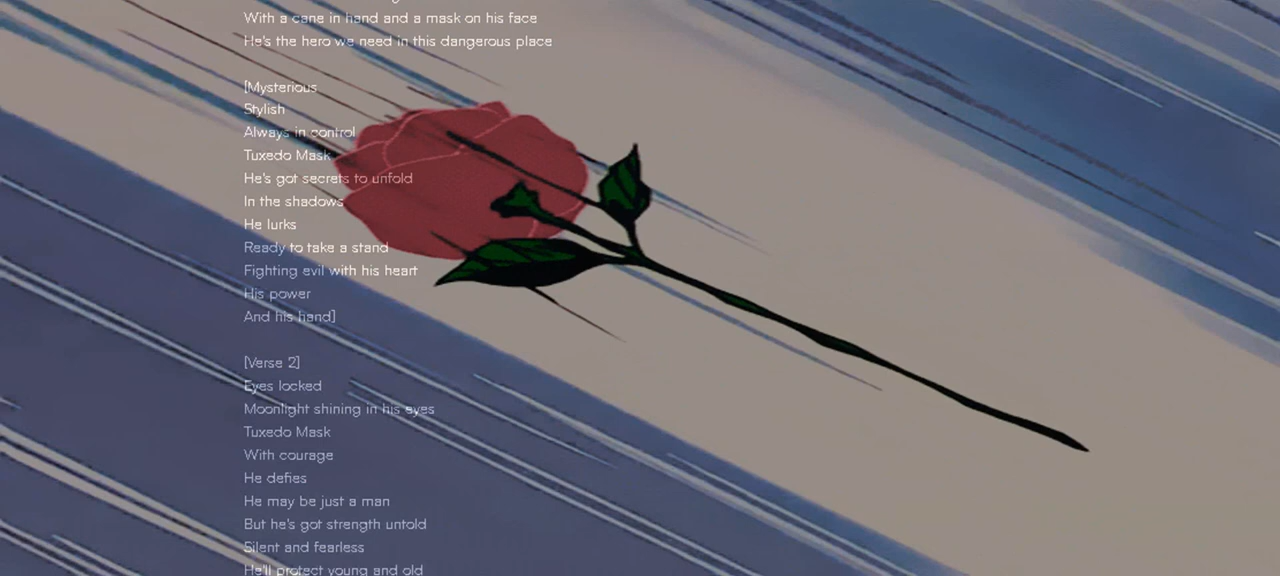 With a cane in hand and a mask on his face
He's the hero we need in this dangerous place
[Mysterious
Stylish
Always in control
Tuxedo Mask
He's got secrets to unfold
In the shadows
He lurks
Ready to take a stand
Fighting evil with his heart
His power
And his hand]
[Verse 2]
Eyes locked
Moonlight shining in his eyes
Tuxedo Mask
With courage
He defies
He may be just a man
But he's got strength untold
Silent and fearless
He'll protect young and old